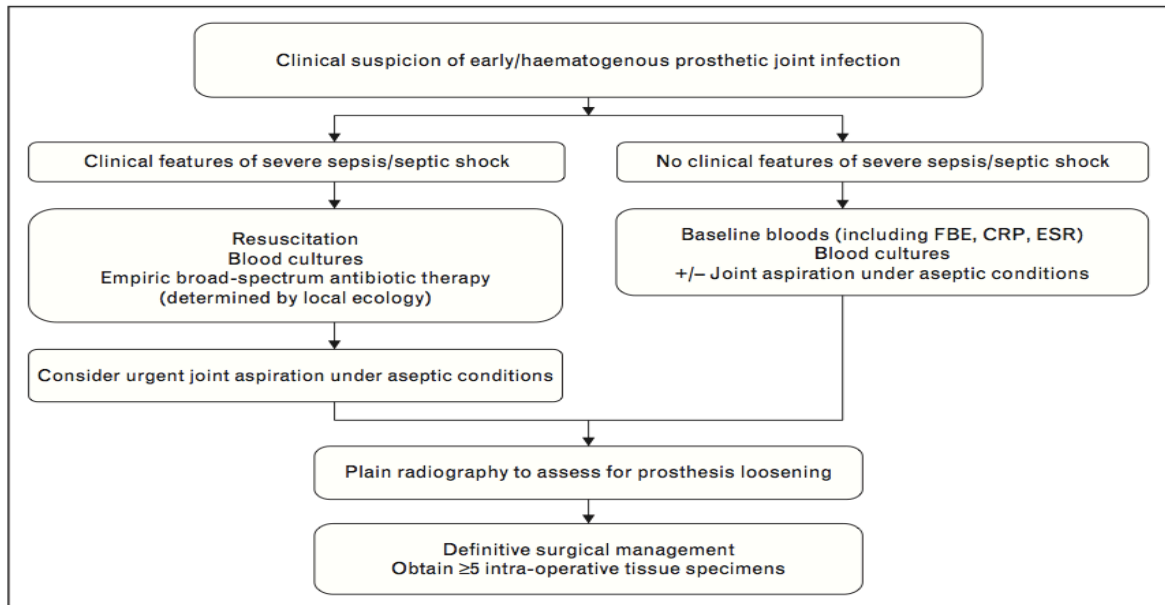 Clinical suspicion of early/haematogenous prosthetic joint infection
Clinical features of severe sepsis/septic shock
No clinical features of severe sepsis/septic shock
Resuscitation
Blood cultures
Empiric broad-spectrum antibiotic therapy
(determined by local ecology)
Baseline bloods (including FBE, CRP, ESR)
Blood cultures
+/– Joint aspiration under aseptic conditions
Consider urgent joint aspiration under aseptic conditions
Plain radiography to assess for prosthesis loosening
Definitive surgical management
Obtain ≥5 intra-operative tissue specimens